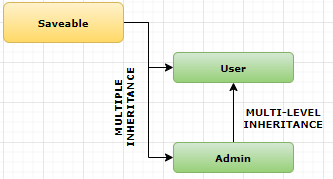 Saveable
User
MULTIPLE
INHERITANCE
MULTI-LEVEL
INHERITANCE
Admin